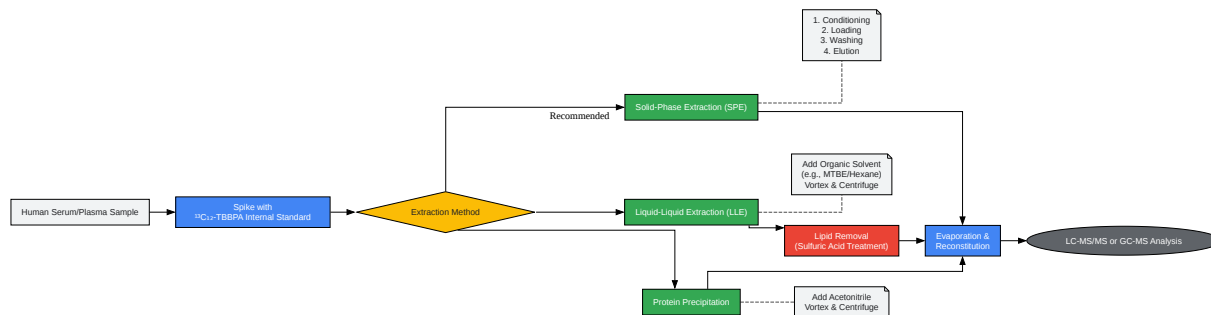 1. Conditioning
2. Loading
3. Washing
4. Elution
Solid-Phase Extraction (SPE)
Recommended
Add Organic Solvent
(e.g., MTBE/Hexane)
Vortex & Centrifuge
Human Serum/Plasma Sample
Spike with
¹³C₁₂-TBBPA Internal Standard
Extraction Method
Liquid-Liquid Extraction (LLE)
Lipid Removal
(Sulfuric Acid Treatment)
Evaporation &
Reconstitution
LC-MS/MS or GC-MS Analysis
Protein Precipitation
Add Acetonitrile
Vortex & Centrifuge